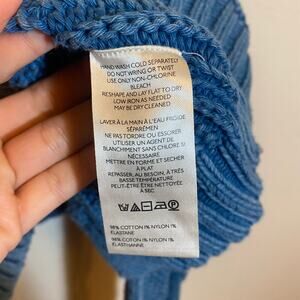 HAND WASH COLD SEPARATELY
DO NOT WRING OR TWIST
USE ONLY NON-CHLORINE
BLEACH
RESHAPE AND LAY FLAT TO DRY
LOW IRON AS NEEDED
MAY BE DRY CLEANED
LAVER À LA MAIN À L'EAU FROIDE
SÉPARÉMEN
NE PAS TORDRE OU ESSORER
UTILISER UN AGENT DE
BLANCHIMENT SANS CHLORE SI
NÉCESSAIRE
METTRE EN FORME ET SECHER
À PLAT
REPASSER, AU BESOIN, À TRÈS
BASSE TEMPÉRATURE
PEUT-ÊTRE ÊTRE NETTOYÉE
À SEC
98% COTTON 1% NYLON 1%
ELASTANE
98% COTON 1% NYLON 1%
ÉLASTHANNE